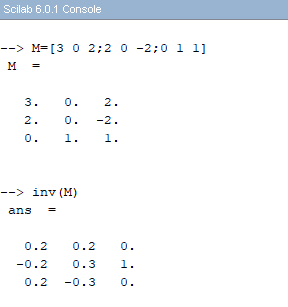 Scilab 6.0.1 Console
--> M=[3 0 2;2 0 -2;0 1 1]
M =
3. 0. 2.
2. 0. -2.
0. 1. 1.
--> inv(M)
ans =
0.2 0.2 0.
-0.2 0.3 1.
0.2 -0.3 0.